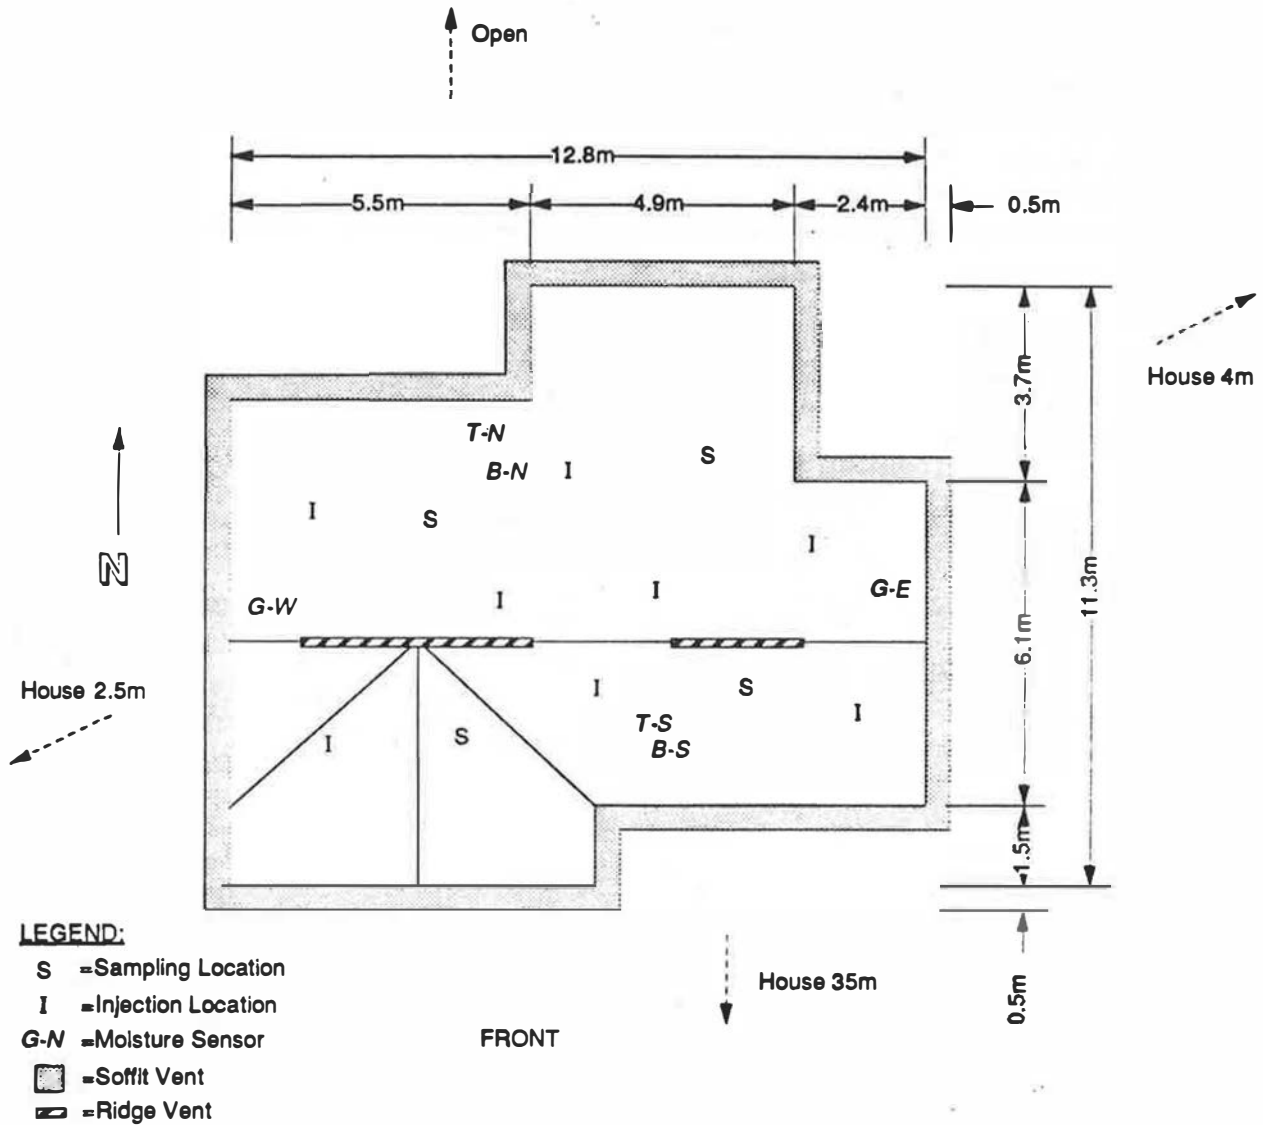 Open
12.8m
5.5m 4.9m 2.4m 0.5m
3.7m
House 4m
T-N
B-N I S
I S
I
N
G-W I I G-E
6.1m
11.3m
House 2.5m
I S
T-S I
I S B-S
1.5m
LEGEND:
S =Sampling Location
House 35m
0.5m
I =Injection Location
G-N =Moisture Sensor
FRONT
=Soffit Vent
=Ridge Vent